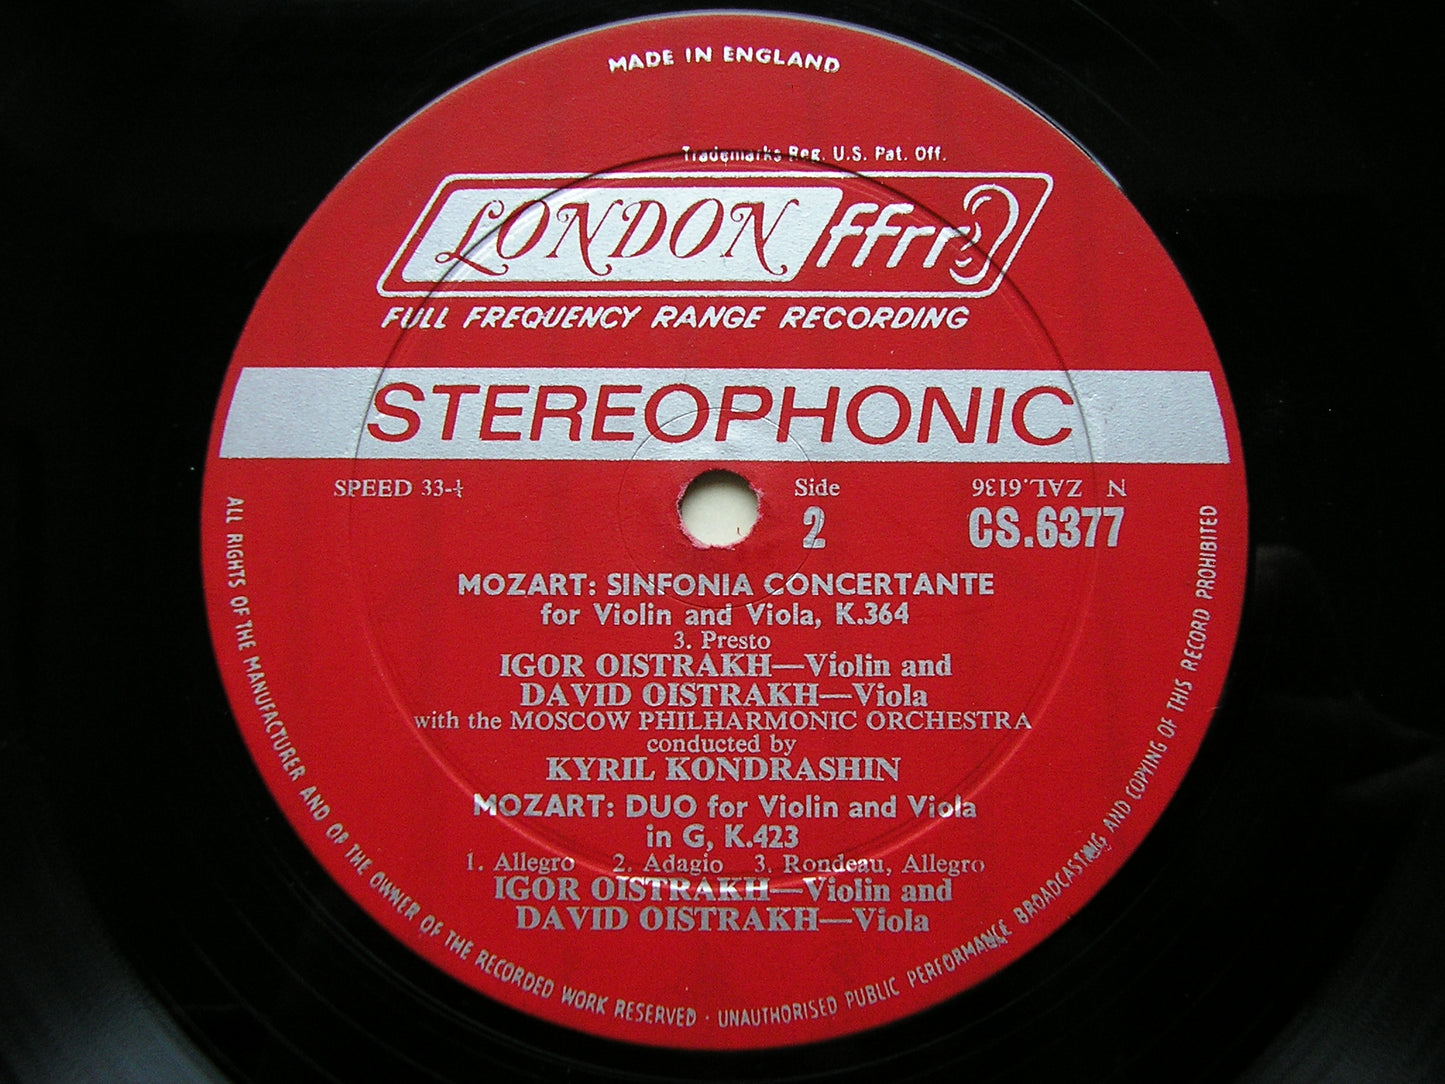 MADE IN ENGLAND
Trademarks Reg. U.S. Pat. Off.
LONDON ffrr
FULL FREQUENCY RANGE RECORDING
STEREOPHONIC
SPEED 33-⅓
Side
2
N ZAL.6136
CS.6377
MOZART: SINFONIA CONCERTANTE
for Violin and Viola, K.364
3. Presto
IGOR OISTRAKH—Violin and
DAVID OISTRAKH—Viola
with the MOSCOW PHILHARMONIC ORCHESTRA
conducted by
KYRIL KONDRASHIN
MOZART: DUO for Violin and Viola
in G, K.423
1. Allegro 2. Adagio 3. Rondeau, Allegro
IGOR OISTRAKH—Violin and
DAVID OISTRAKH—Viola
ALL RIGHTS OF THE MANUFACTURER AND OF THE OWNER OF THE RECORDED WORK RESERVED · UNAUTHORISED PUBLIC PERFORMANCE BROADCASTING AND COPYING OF THIS RECORD PROHIBITED